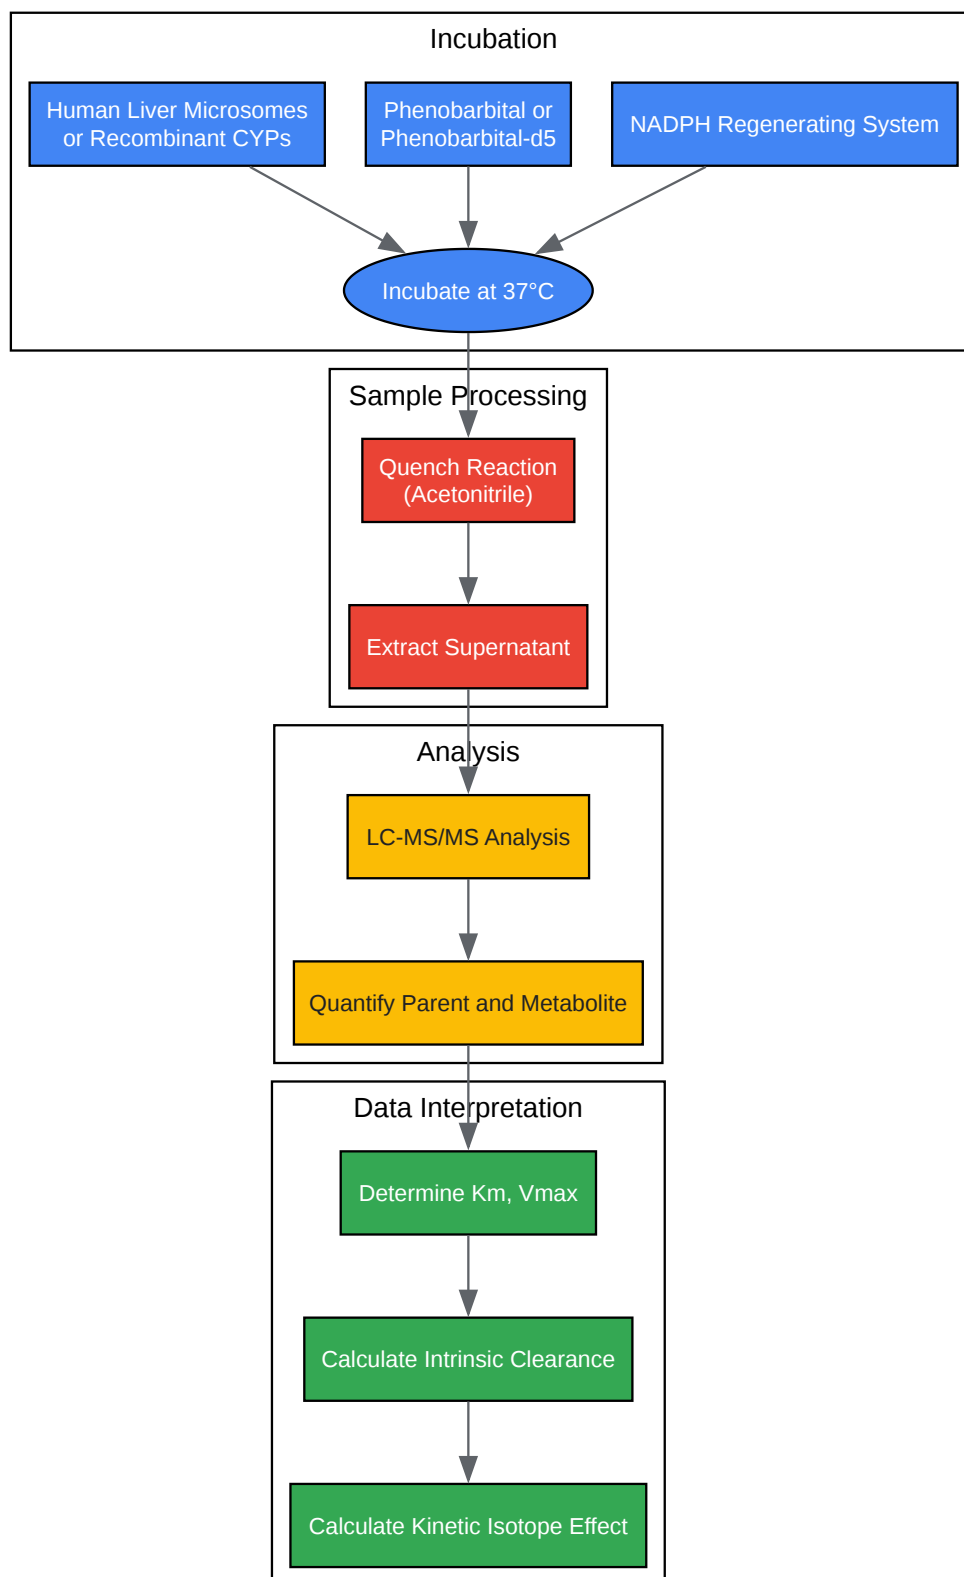 Incubation
Human Liver Microsomes
or Recombinant CYPs
Phenobarbital or
Phenobarbital-d5
NADPH Regenerating System
Incubate at 37°C
Sample Processing
Quench Reaction
(Acetonitrile)
Extract Supernatant
Analysis
LC-MS/MS Analysis
Quantify Parent and Metabolite
Data Interpretation
Determine Km, Vmax
Calculate Intrinsic Clearance
Calculate Kinetic Isotope Effect